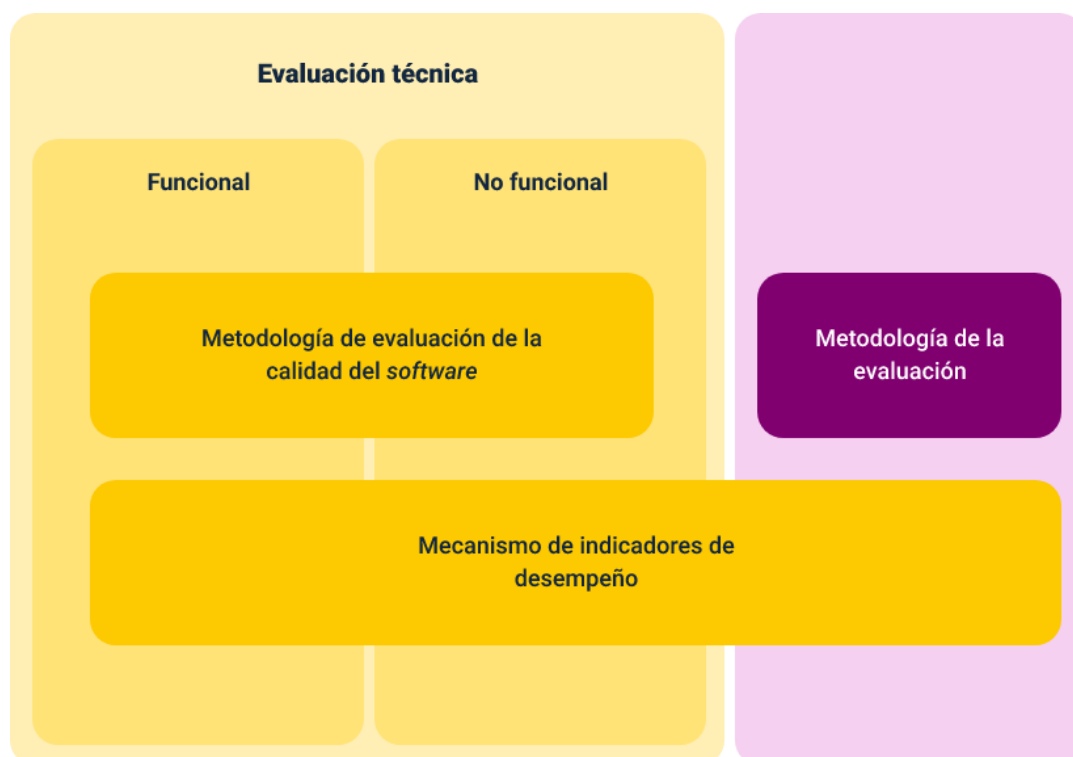 Evaluación técnica
Funcional
No funcional
Metodología de evaluación de la
calidad del software
Metodología de la
evaluación
Mecanismo de indicadores de
desempeño